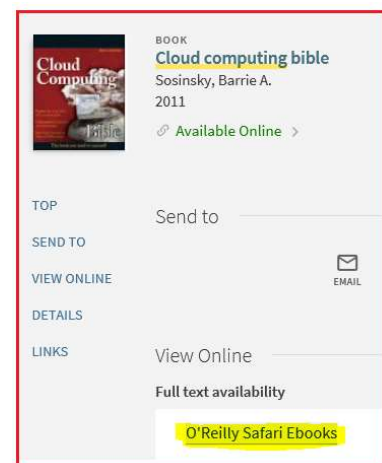 Cloud
Computing
Bible
BOOK
Cloud computing bible
Sosinsky, Barrie A.
2011
Available Online >
TOP
SEND TO
VIEW ONLINE
DETAILS
LINKS
Send to
EMAIL
View Online
Full text availability
O'Reilly Safari Ebooks